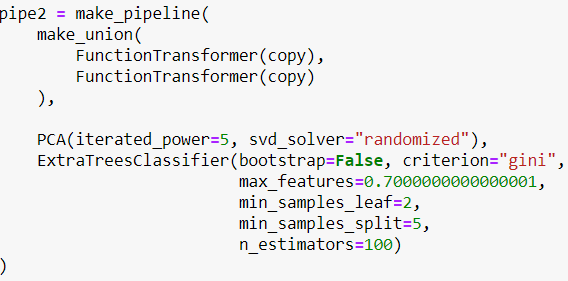 pipe2 = make_pipeline(
    make_union(
        FunctionTransformer(copy),
        FunctionTransformer(copy)
    ),
    PCA(iterated_power=5, svd_solver="randomized"),
    ExtraTreesClassifier(bootstrap=False, criterion="gini",
                         max_features=0.7000000000000001,
                         min_samples_leaf=2,
                         min_samples_split=5,
                         n_estimators=100)
)